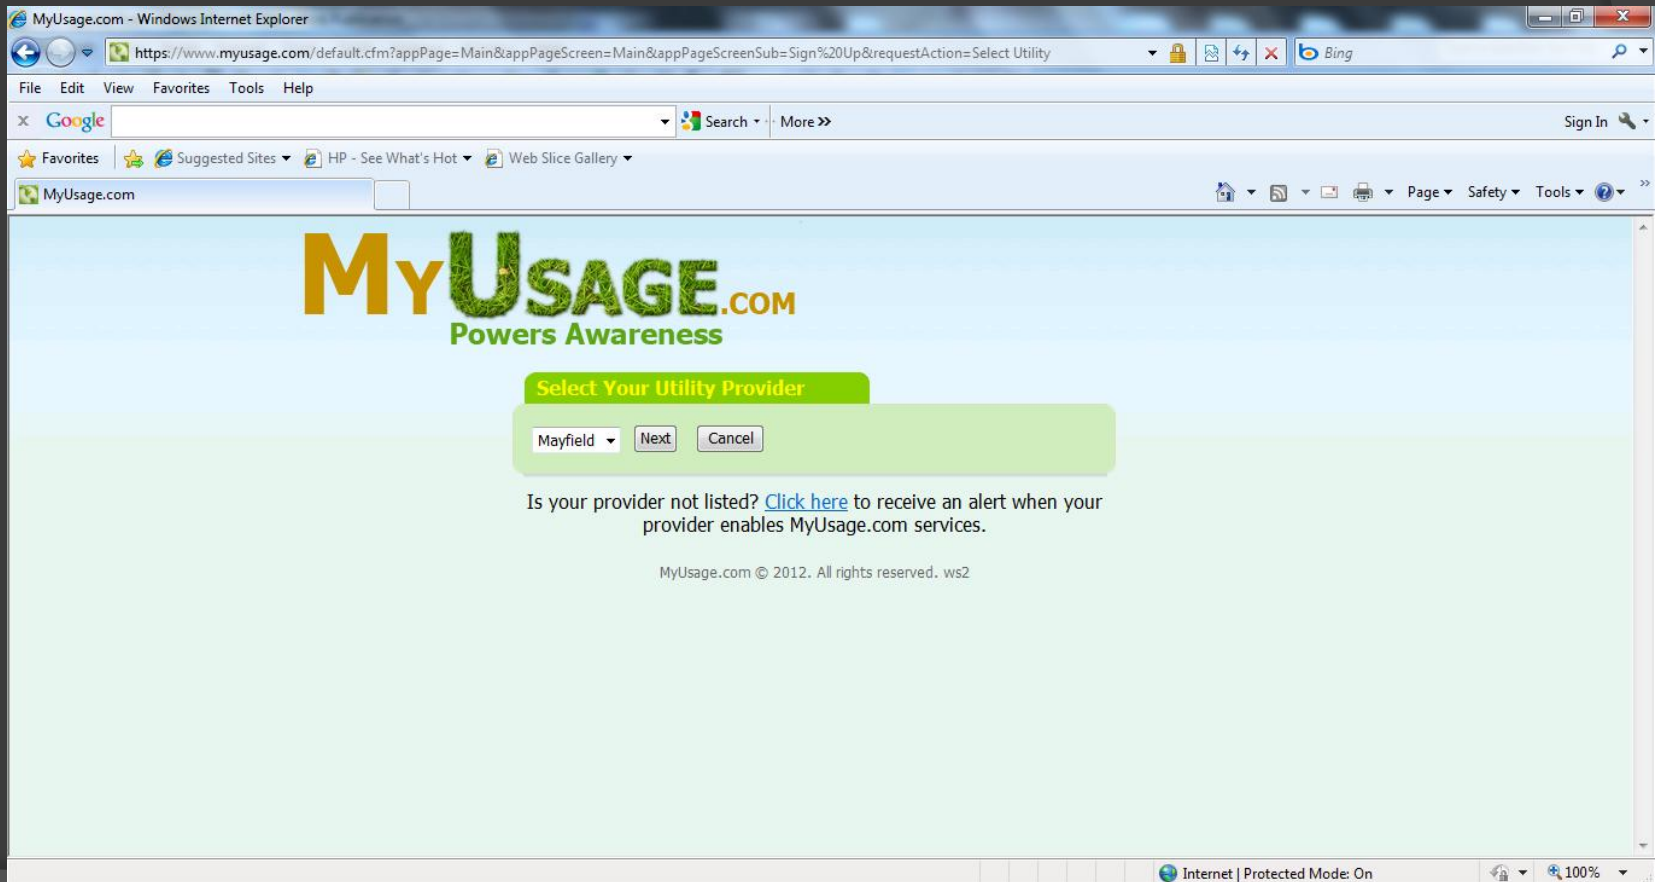 MyUsage.com - Windows Internet Explorer
https://www.myusage.com/default.cfm?appPage=Main&appPageScreen=Main&appPageScreenSub=Sign%20Up&requestAction=Select Utility
Bing
File Edit View Favorites Tools Help
x Google Search More >>
Sign In
Favorites Suggested Sites HP - See What's Hot Web Slice Gallery
MyUsage.com
Page Safety Tools
MYUSAGE.COM
Powers Awareness
Select Your Utility Provider
Mayfield Next Cancel
Is your provider not listed? Click here to receive an alert when your
provider enables MyUsage.com services.
MyUsage.com © 2012. All rights reserved. ws2
Internet | Protected Mode: On
100%